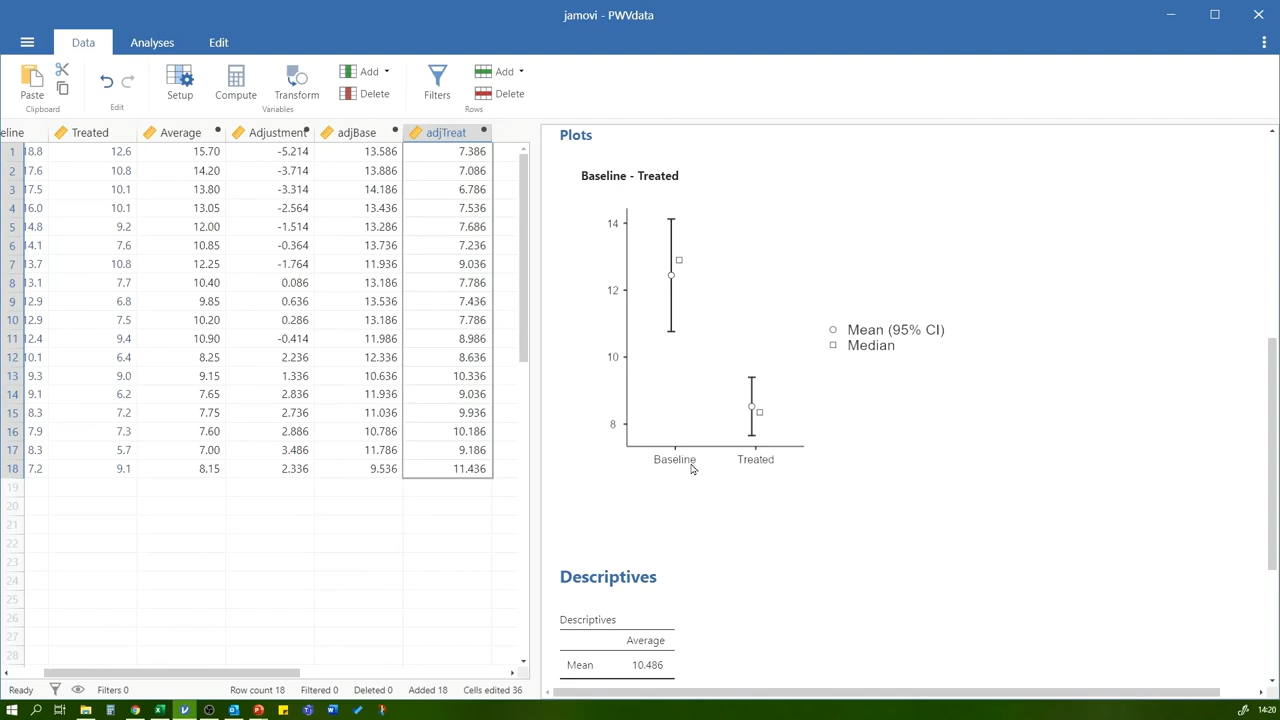 jamovi - PWVdata
Data Analyses Edit
Paste Setup Compute Transform Add Delete Filters Add Delete
Clipboard Edit Variables Rows
eline Treated Average Adjustment adjBase adjTreat
1 18.8 12.6 15.70 -5.214 13.586 7.386
2 17.6 10.8 14.20 -3.714 13.886 7.086
3 17.5 10.1 13.80 -3.314 14.186 6.786
4 16.0 10.1 13.05 -2.564 13.436 7.536
5 14.8 9.2 12.00 -1.514 13.286 7.686
6 14.1 7.6 10.85 -0.364 13.736 7.236
7 13.7 10.8 12.25 -1.764 11.936 9.036
8 13.1 7.7 10.40 0.086 13.186 7.786
9 12.9 6.8 9.85 0.636 13.536 7.436
10 12.9 7.5 10.20 0.286 13.186 7.786
11 12.4 9.4 10.90 -0.414 11.986 8.986
12 10.1 6.4 8.25 2.236 12.336 8.636
13 9.3 9.0 9.15 1.336 10.636 10.336
14 9.1 6.2 7.65 2.836 11.936 9.036
15 8.3 7.2 7.75 2.736 11.036 9.936
16 7.9 7.3 7.60 2.886 10.786 10.186
17 8.3 5.7 7.00 3.486 11.786 9.186
18 7.2 9.1 8.15 2.336 9.536 11.436
19
20
21
22
23
24
25
26
27
28
Plots
Baseline - Treated
14
12
10
8
Baseline Treated
Mean (95% CI)
Median
Descriptives
Descriptives
Average
Mean 10.486
Ready Filters 0 Row count 18 Filtered 0 Deleted 0 Added 18 Cells edited 36
14:20